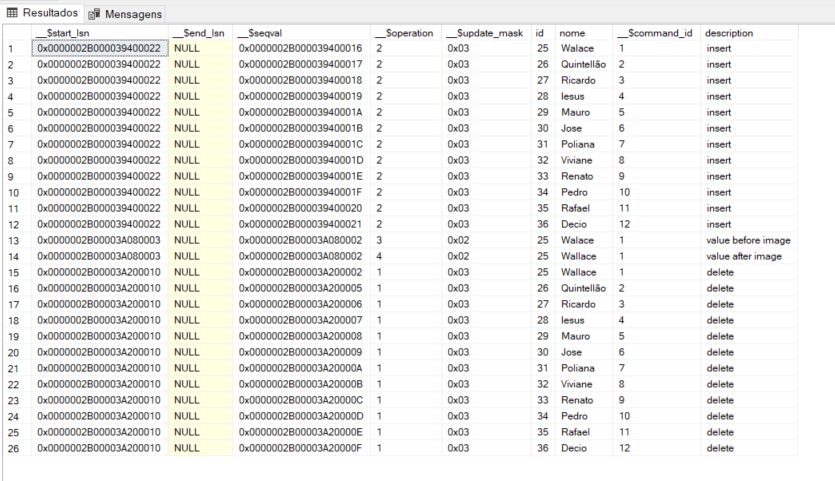 Resultados Mensagens
__$start_lsn __$end_lsn __$seqval __$operation __$update_mask id nome __$command_id description
1 0x0000002B000039400022 NULL 0x0000002B000039400016 2 0x03 25 Walace 1 insert
2 0x0000002B000039400022 NULL 0x0000002B000039400017 2 0x03 26 Quintellão 2 insert
3 0x0000002B000039400022 NULL 0x0000002B000039400018 2 0x03 27 Ricardo 3 insert
4 0x0000002B000039400022 NULL 0x0000002B000039400019 2 0x03 28 Iesus 4 insert
5 0x0000002B000039400022 NULL 0x0000002B00003940001A 2 0x03 29 Mauro 5 insert
6 0x0000002B000039400022 NULL 0x0000002B00003940001B 2 0x03 30 Jose 6 insert
7 0x0000002B000039400022 NULL 0x0000002B00003940001C 2 0x03 31 Poliana 7 insert
8 0x0000002B000039400022 NULL 0x0000002B00003940001D 2 0x03 32 Viviane 8 insert
9 0x0000002B000039400022 NULL 0x0000002B00003940001E 2 0x03 33 Renato 9 insert
10 0x0000002B000039400022 NULL 0x0000002B00003940001F 2 0x03 34 Pedro 10 insert
11 0x0000002B000039400022 NULL 0x0000002B000039400020 2 0x03 35 Rafael 11 insert
12 0x0000002B000039400022 NULL 0x0000002B000039400021 2 0x03 36 Decio 12 insert
13 0x0000002B00003A080003 NULL 0x0000002B00003A080002 3 0x02 25 Walace 1 value before image
14 0x0000002B00003A080003 NULL 0x0000002B00003A080002 4 0x02 25 Wallace 1 value after image
15 0x0000002B00003A200010 NULL 0x0000002B00003A200002 1 0x03 25 Wallace 1 delete
16 0x0000002B00003A200010 NULL 0x0000002B00003A200005 1 0x03 26 Quintellão 2 delete
17 0x0000002B00003A200010 NULL 0x0000002B00003A200006 1 0x03 27 Ricardo 3 delete
18 0x0000002B00003A200010 NULL 0x0000002B00003A200007 1 0x03 28 Iesus 4 delete
19 0x0000002B00003A200010 NULL 0x0000002B00003A200008 1 0x03 29 Mauro 5 delete
20 0x0000002B00003A200010 NULL 0x0000002B00003A200009 1 0x03 30 Jose 6 delete
21 0x0000002B00003A200010 NULL 0x0000002B00003A20000A 1 0x03 31 Poliana 7 delete
22 0x0000002B00003A200010 NULL 0x0000002B00003A20000B 1 0x03 32 Viviane 8 delete
23 0x0000002B00003A200010 NULL 0x0000002B00003A20000C 1 0x03 33 Renato 9 delete
24 0x0000002B00003A200010 NULL 0x0000002B00003A20000D 1 0x03 34 Pedro 10 delete
25 0x0000002B00003A200010 NULL 0x0000002B00003A20000E 1 0x03 35 Rafael 11 delete
26 0x0000002B00003A200010 NULL 0x0000002B00003A20000F 1 0x03 36 Decio 12 delete